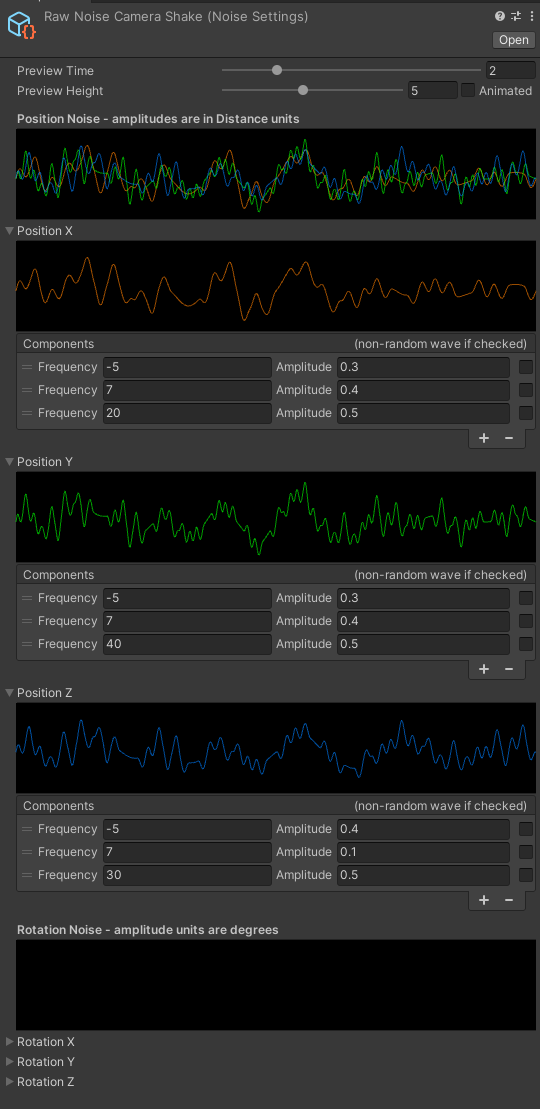 Raw Noise Camera Shake (Noise Settings)
Open
Preview Time 2
Preview Height 5 Animated
Position Noise - amplitudes are in Distance units
Position X
Components (non-random wave if checked)
Frequency -5 Amplitude 0.3
Frequency 7 Amplitude 0.4
Frequency 20 Amplitude 0.5
+ −
Position Y
Components (non-random wave if checked)
Frequency -5 Amplitude 0.3
Frequency 7 Amplitude 0.4
Frequency 40 Amplitude 0.5
+ −
Position Z
Components (non-random wave if checked)
Frequency -5 Amplitude 0.4
Frequency 7 Amplitude 0.1
Frequency 30 Amplitude 0.5
+ −
Rotation Noise - amplitude units are degrees
Rotation X
Rotation Y
Rotation Z